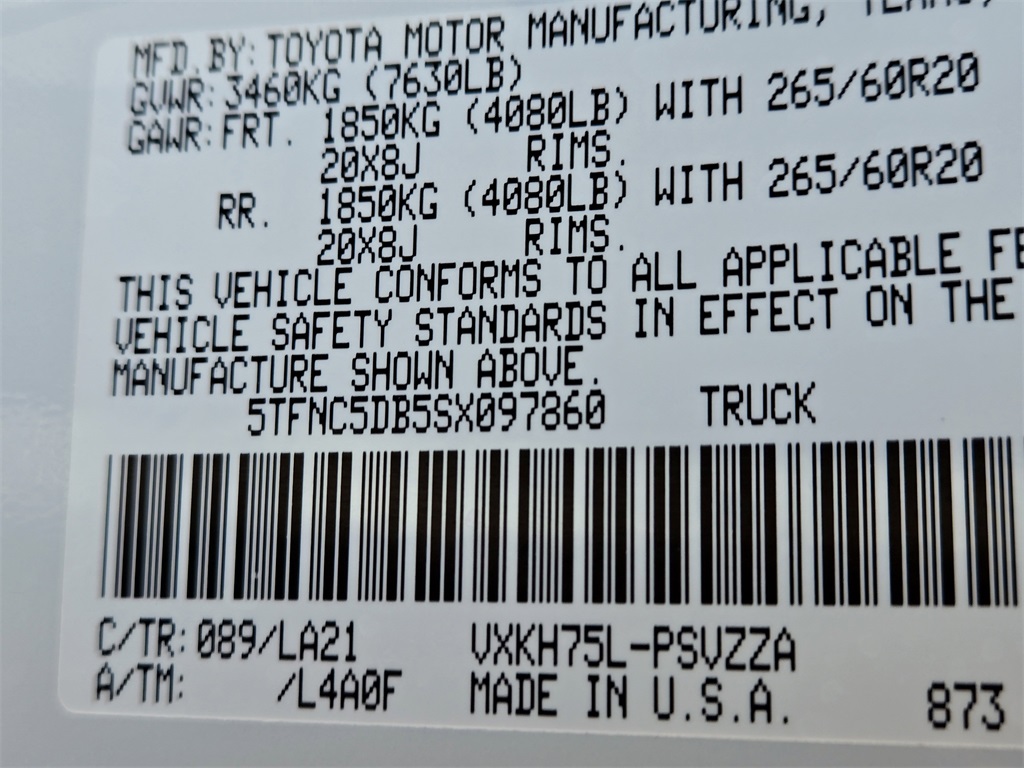 MFD. BY: TOYOTA MOTOR MANUFACTURING,
GVWR: 3460KG (7630LB)
GAWR: FRT. 1850KG (4080LB) WITH 265/60R20
20X8J RIMS.
RR. 1850KG (4080LB) WITH 265/60R20
20X8J RIMS.
THIS VEHICLE CONFORMS TO ALL APPLICABLE FE
VEHICLE SAFETY STANDARDS IN EFFECT ON THE
MANUFACTURE SHOWN ABOVE.
5TFNC5DB5SX097860 TRUCK
C/TR: 089/LA21 VXKH75L-PSVZZA
A/TM: /L4A0F MADE IN U.S.A. 873